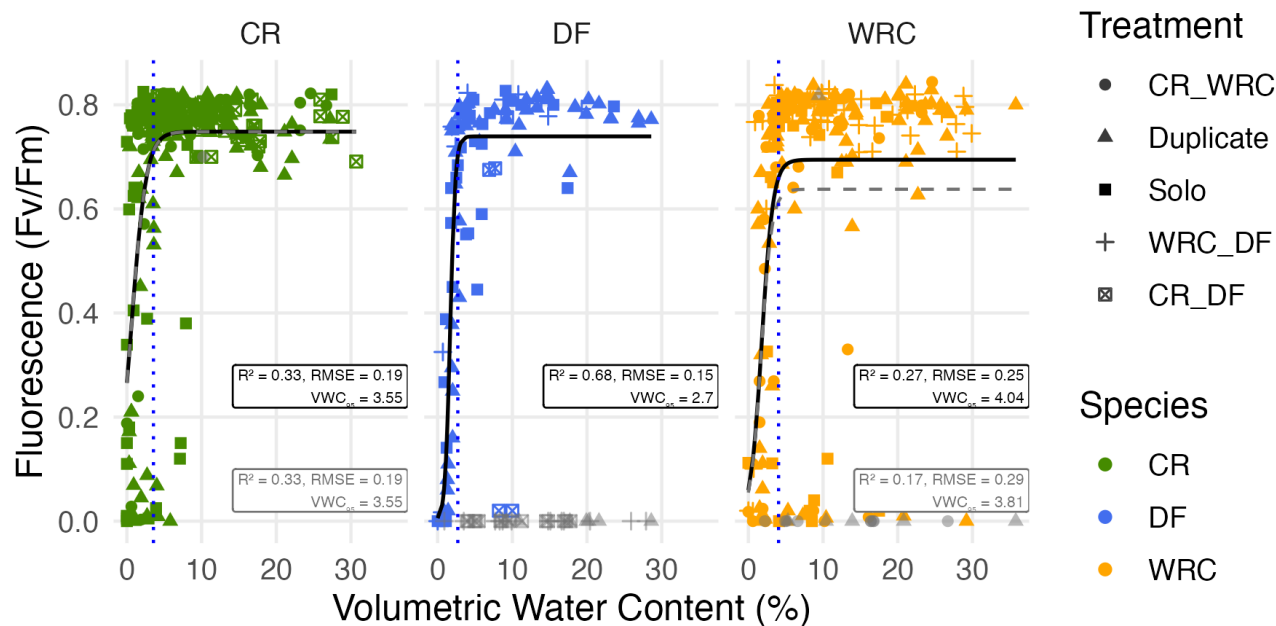 CR
DF
WRC
Fluorescence (Fv/Fm)
0.8
0.6
0.4
0.2
0.0
R² = 0.33, RMSE = 0.19
VWC₉₅ = 3.55
R² = 0.33, RMSE = 0.19
VWC₉₅ = 3.55
R² = 0.68, RMSE = 0.15
VWC₉₅ = 2.7
R² = 0.27, RMSE = 0.25
VWC₉₅ = 4.04
R² = 0.17, RMSE = 0.29
VWC₉₅ = 3.81
0 10 20 30
0 10 20 30
0 10 20 30
Volumetric Water Content (%)
Treatment
CR_WRC
Duplicate
Solo
WRC_DF
CR_DF
Species
CR
DF
WRC